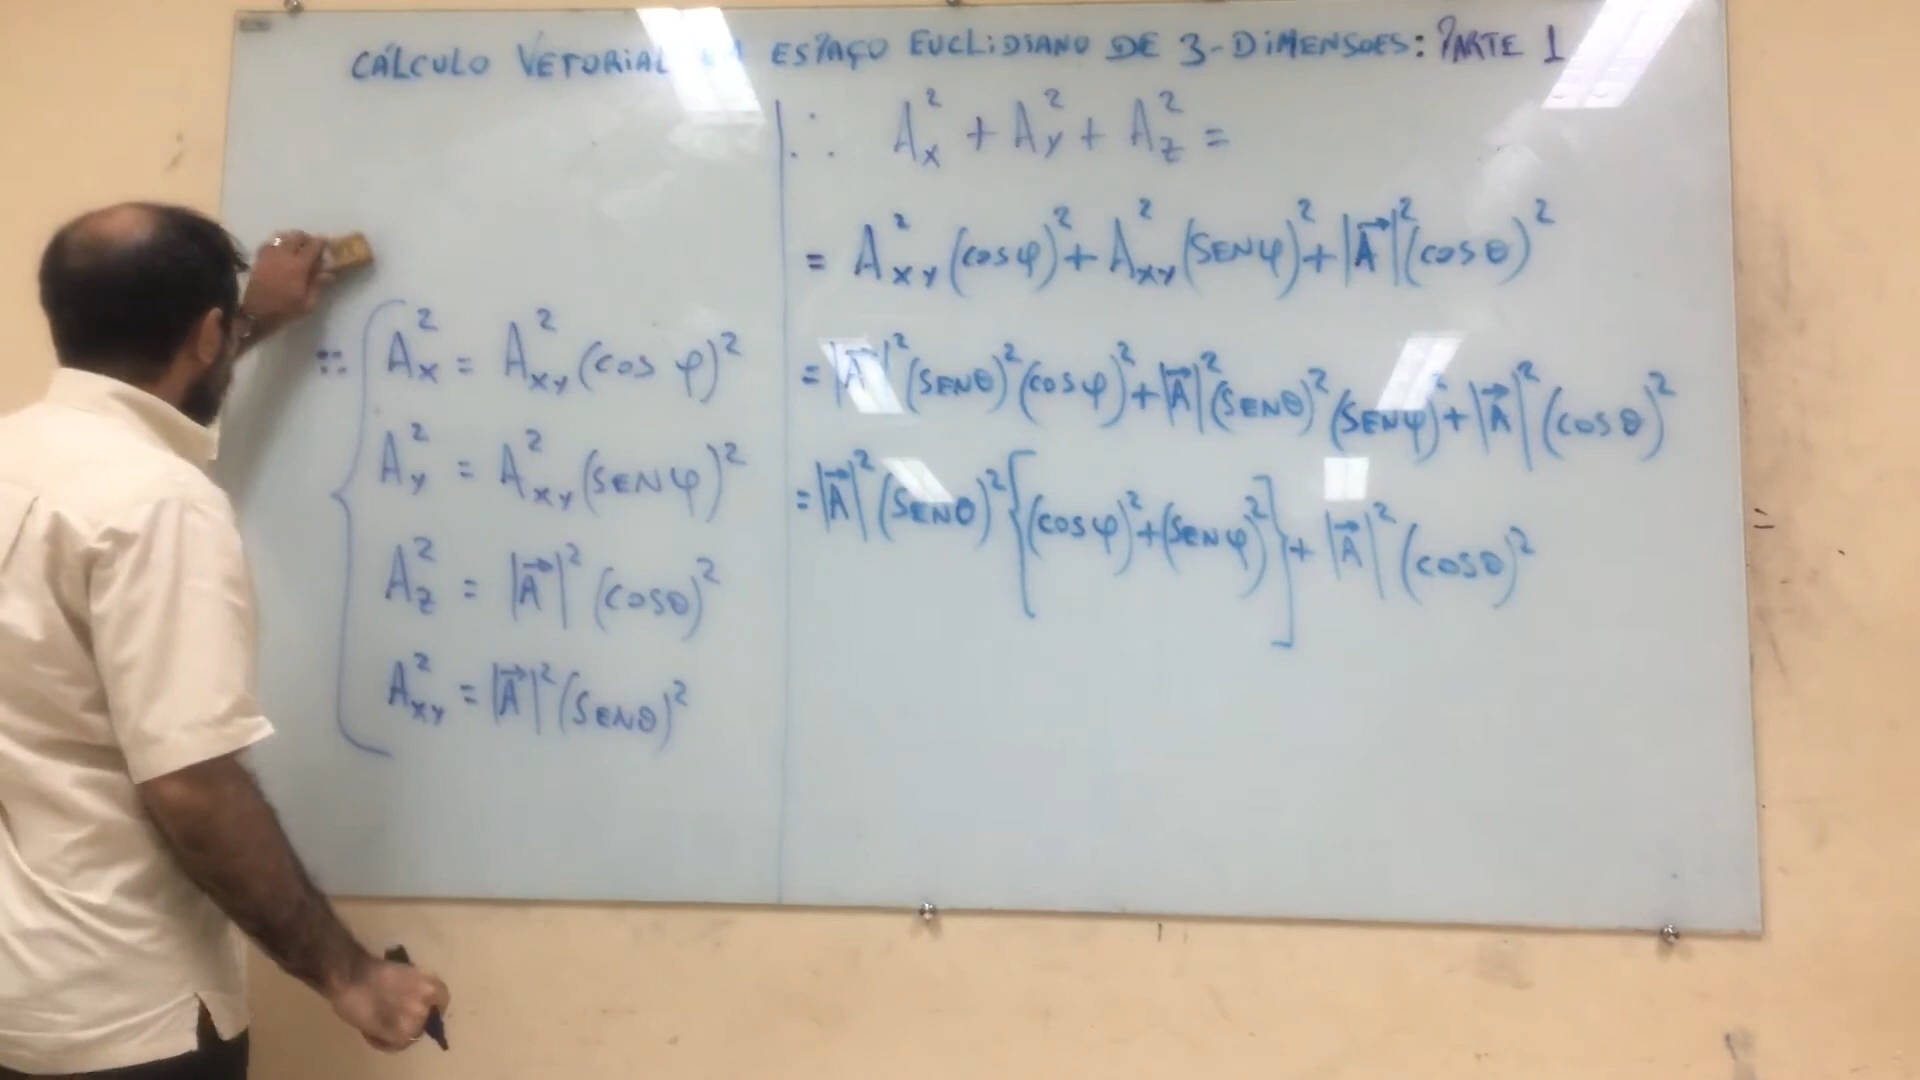 CÁLCULO VETORIAL EM ESPAÇO EUCLIDIANO DE 3-DIMENSOES: PARTE 1
∴ A_x² + A_y² + A_z² =
= A_xy² (cos φ)² + A_xy² (SEN φ)² + |A⃗|² (cos θ)²
= |A⃗|² (SEN θ)² (cos φ)² + |A⃗|² (SEN θ)² (SEN φ)² + |A⃗|² (cos θ)²
= |A⃗|² (SEN θ)² {(cos φ)² + (SEN φ)²} + |A⃗|² (cos θ)²
∷ { A_x² = A_xy² (cos φ)²
A_y² = A_xy² (SEN φ)²
A_z² = |A⃗|² (cos θ)²
A_xy² = |A⃗|² (SEN θ)²